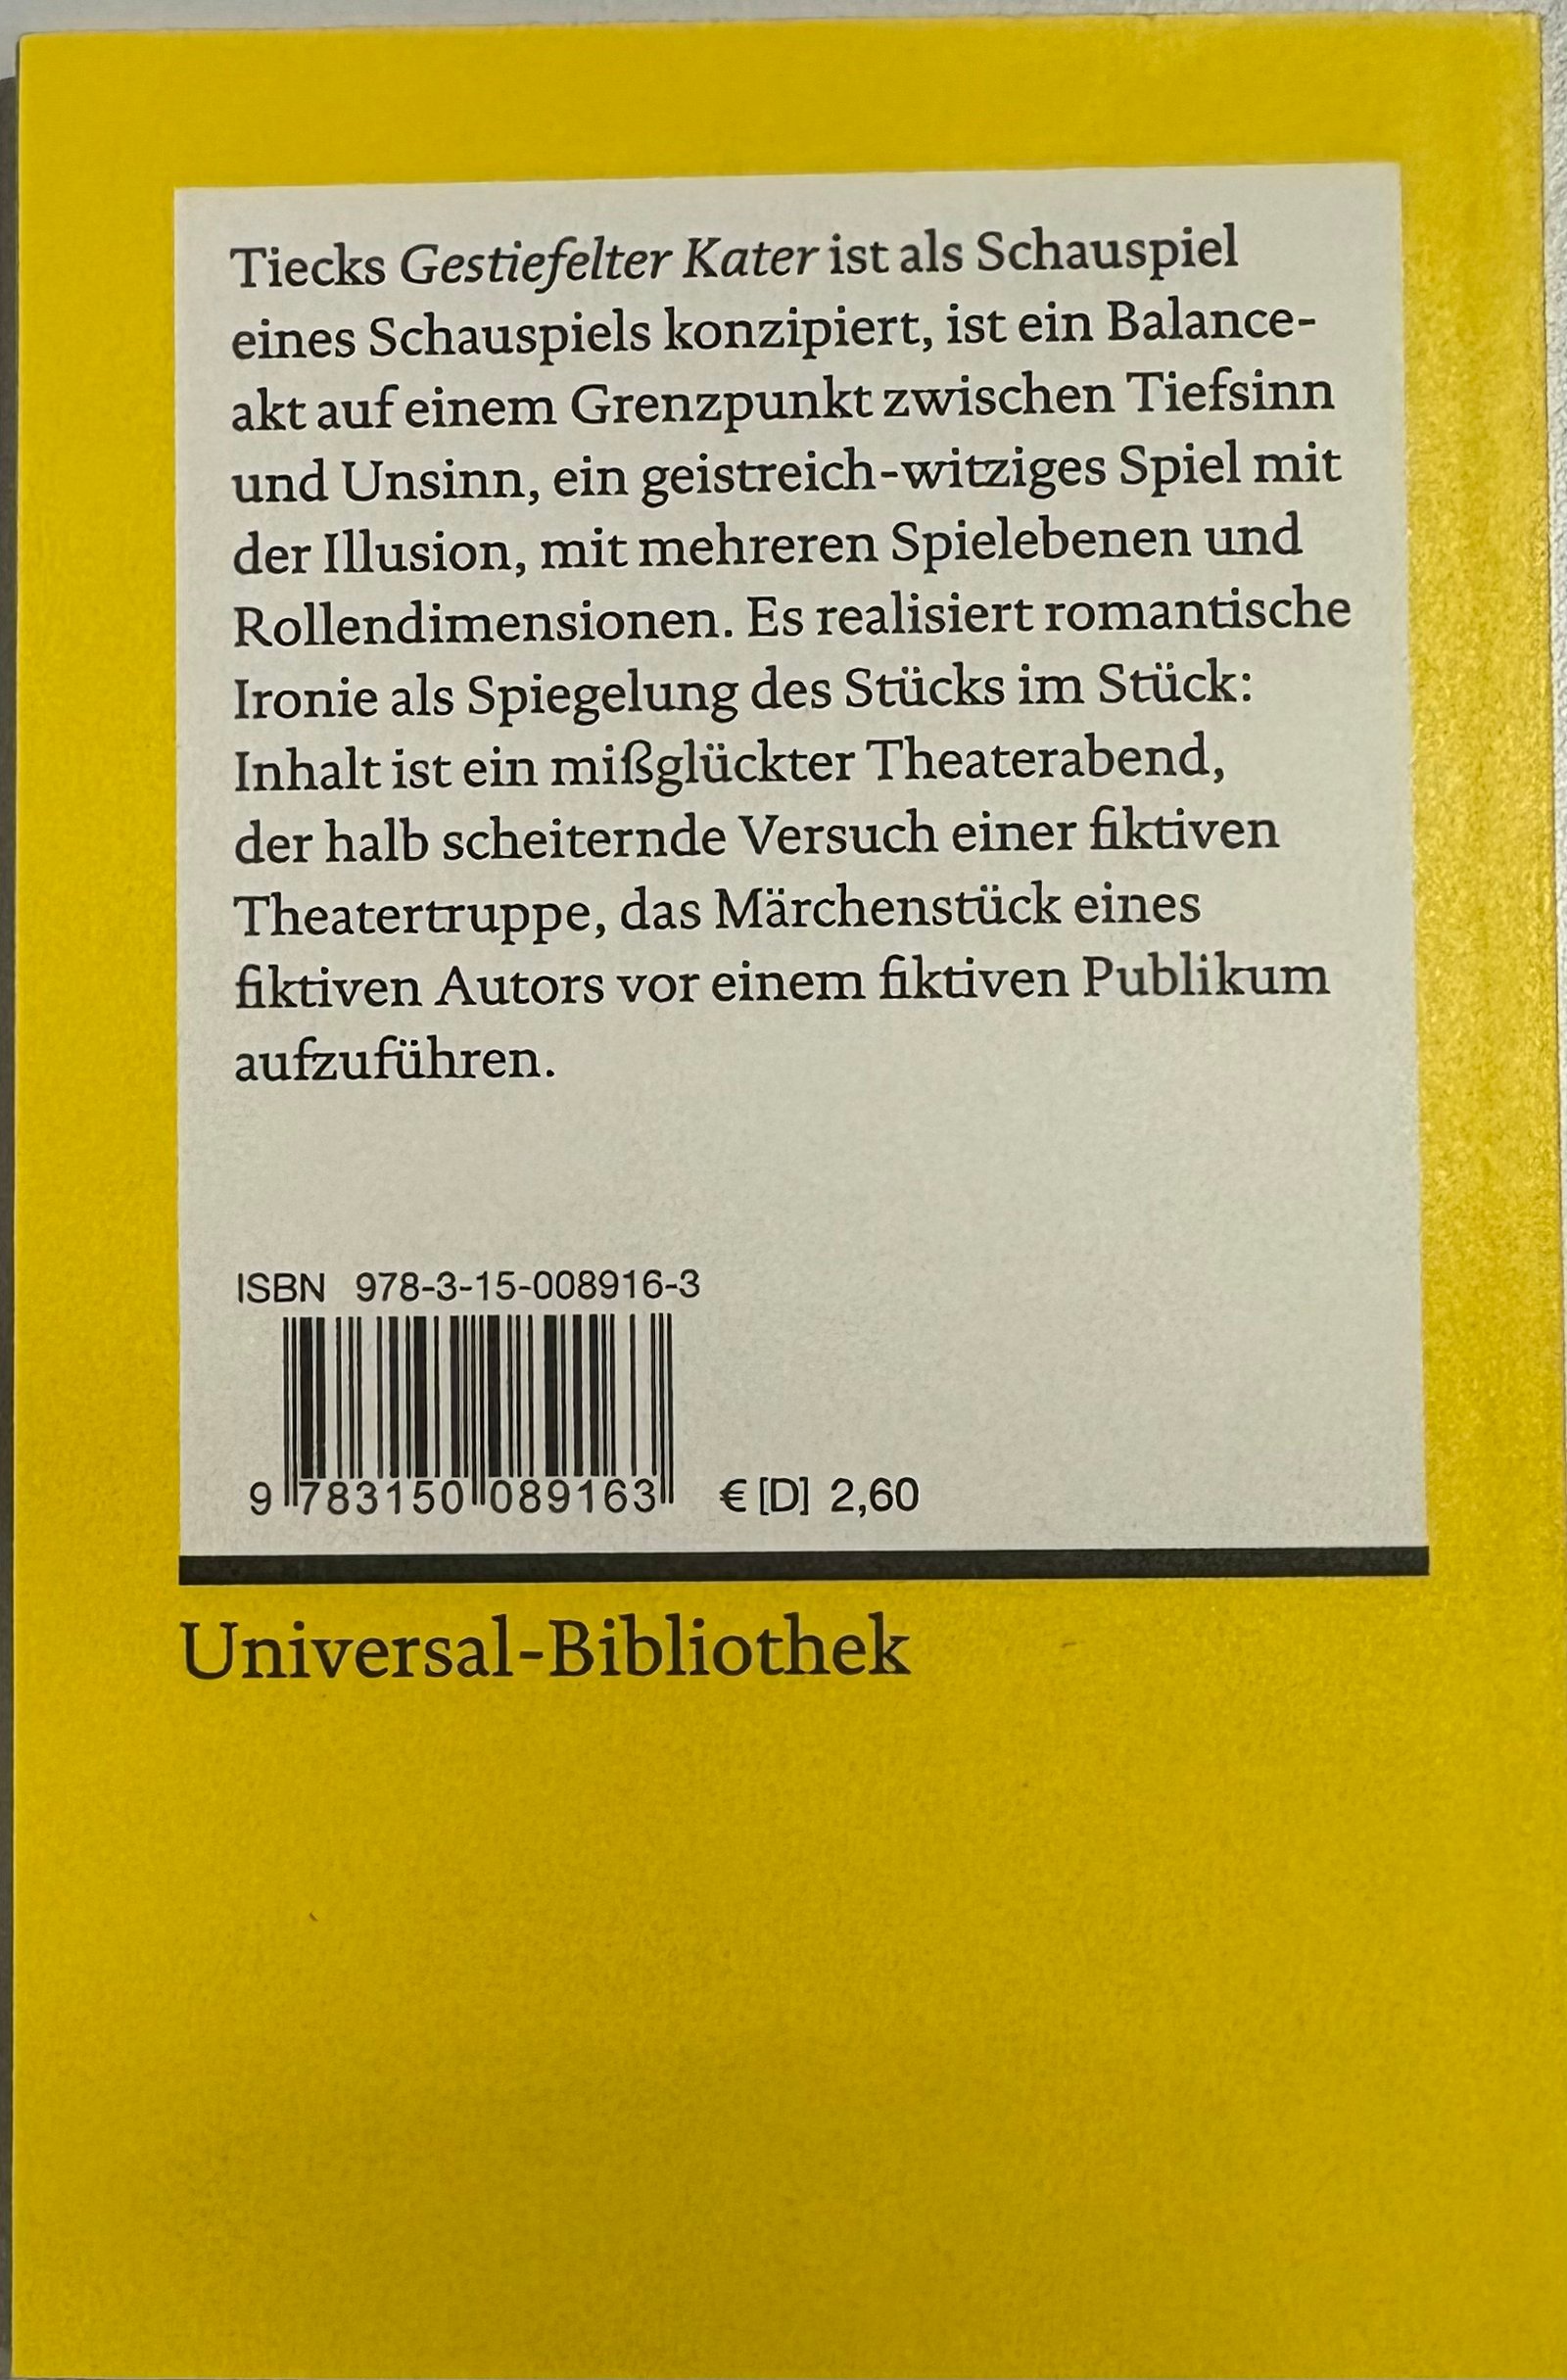 Tiecks Gestiefelter Kater ist als Schauspiel
eines Schauspiels konzipiert, ist ein Balance-
akt auf einem Grenzpunkt zwischen Tiefsinn
und Unsinn, ein geistreich-witziges Spiel mit
der Illusion, mit mehreren Spielebenen und
Rollendimensionen. Es realisiert romantische
Ironie als Spiegelung des Stücks im Stück:
Inhalt ist ein mißglückter Theaterabend,
der halb scheiternde Versuch einer fiktiven
Theatertruppe, das Märchenstück eines
fiktiven Autors vor einem fiktiven Publikum
aufzuführen.
ISBN 978-3-15-008916-3
9 783150 089163 € [D] 2,60
Universal-Bibliothek